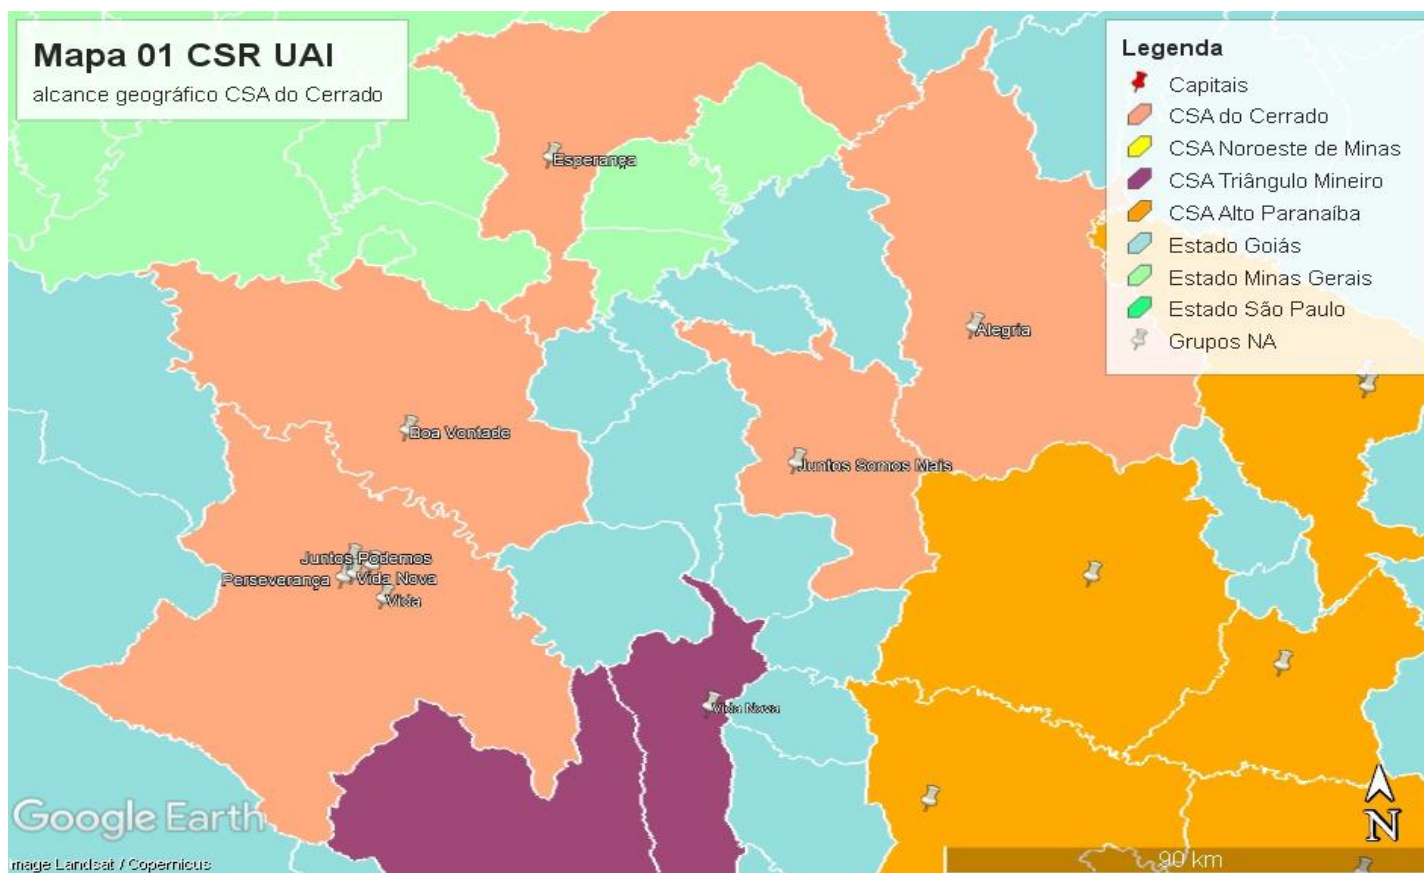 Mapa 01 CSR UAI
alcance geográfico CSA do Cerrado
Legenda
Capitais
CSA do Cerrado
CSA Noroeste de Minas
CSA Triângulo Mineiro
CSA Alto Paranaíba
Estado Goiás
Estado Minas Gerais
Estado São Paulo
Grupos NA
Esperança
Alegria
Boa Vontade
Juntos Somos Mais
Juntos Podemos
Perseverança
Vida Nova
Vida
Vida Nova
Google Earth
mage Landsat / Copernicus
90 km
N